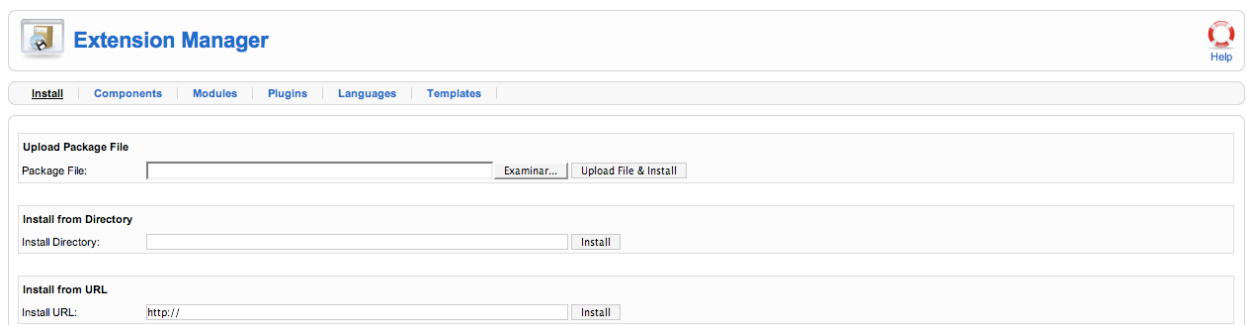 Extension Manager
Help
Install Components Modules Plugins Languages Templates
Upload Package File
Package File: Examinar... Upload File & Install
Install from Directory
Install Directory: Install
Install from URL
Install URL: http:// Install